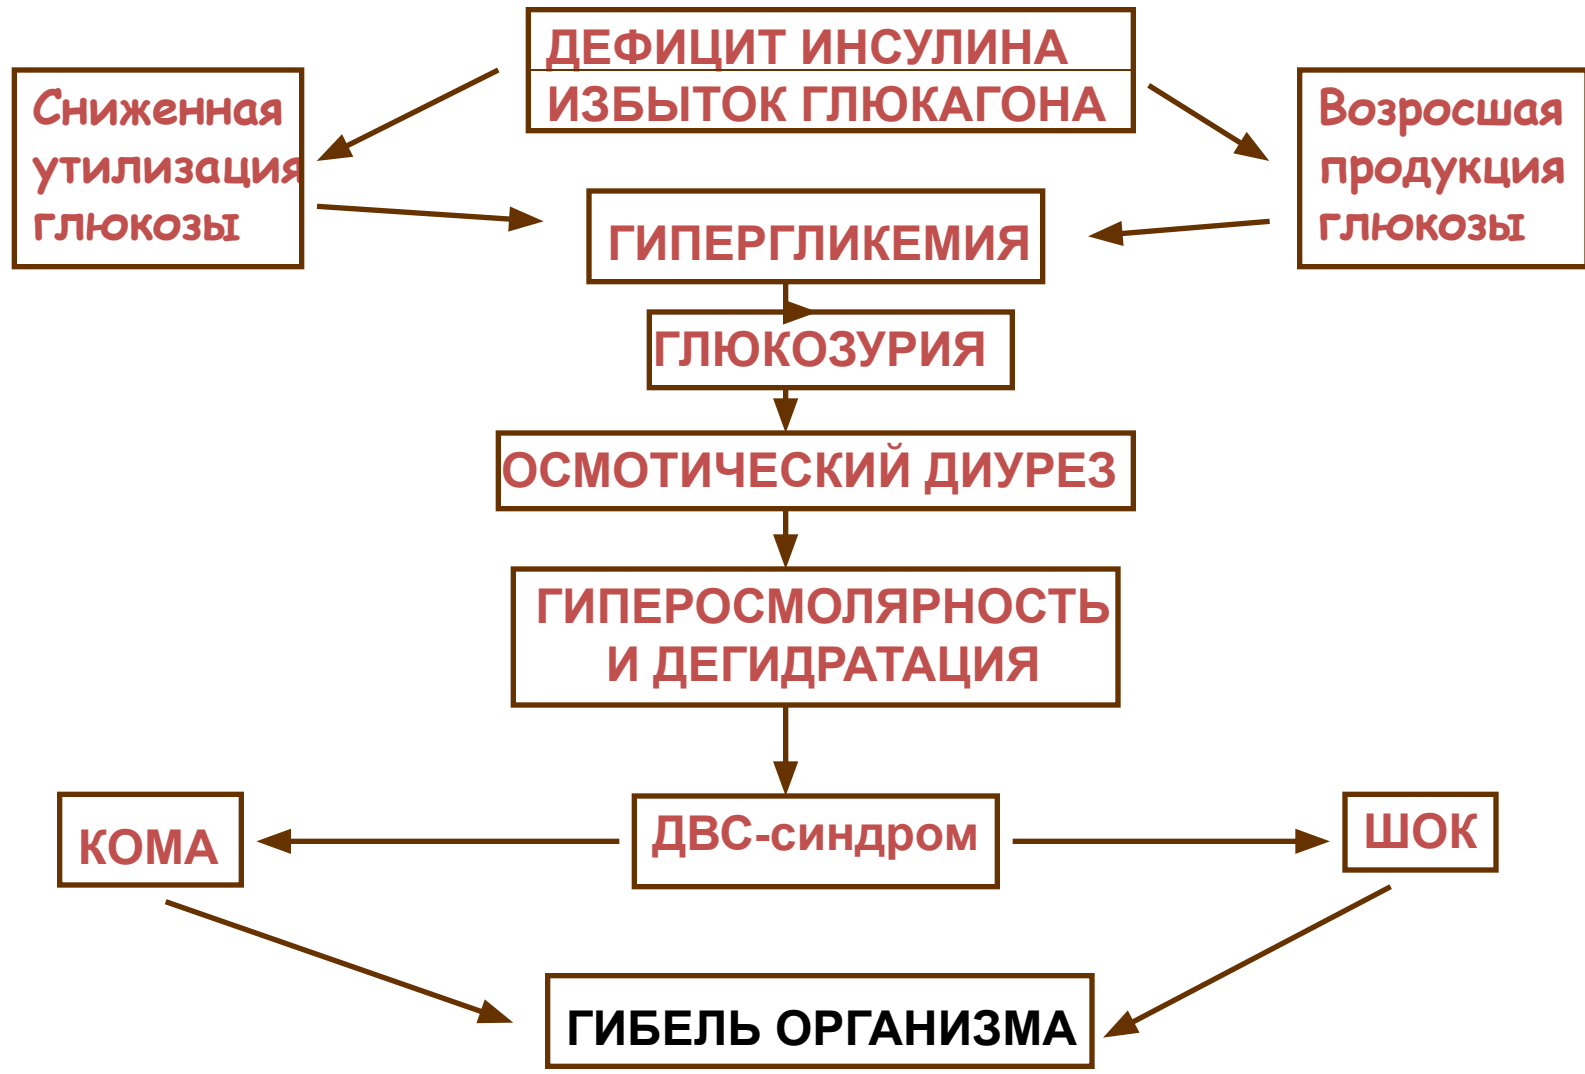 ДЕФИЦИТ ИНСУЛИНА
ИЗБЫТОК ГЛЮКАГОНА
Сниженная
утилизация
глюкозы
Возросшая
продукция
глюкозы
ГИПЕРГЛИКЕМИЯ
ГЛЮКОЗУРИЯ
ОСМОТИЧЕСКИЙ ДИУРЕЗ
ГИПЕРОСМОЛЯРНОСТЬ
И ДЕГИДРАТАЦИЯ
КОМА
ДВС-синдром
ШОК
ГИБЕЛЬ ОРГАНИЗМА